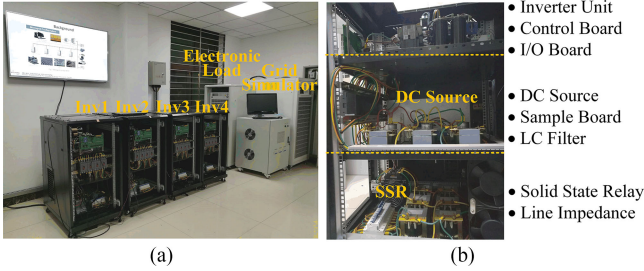 Background
Electronic
Load
Grid
Simulator
Inv1 Inv2 Inv3 Inv4
(a)
DC Source
SSR
(b)
• Inverter Unit
• Control Board
• I/O Board
• DC Source
• Sample Board
• LC Filter
• Solid State Relay
• Line Impedance